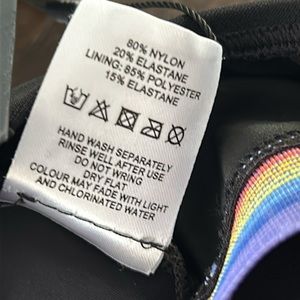 80% NYLON
20% ELASTANE
LINING: 85% POLYESTER
15% ELASTANE
HAND WASH SEPARATELY
RINSE WELL AFTER USE
DO NOT WRING
DRY FLAT
COLOUR MAY FADE WITH LIGHT
AND CHLORINATED WATER